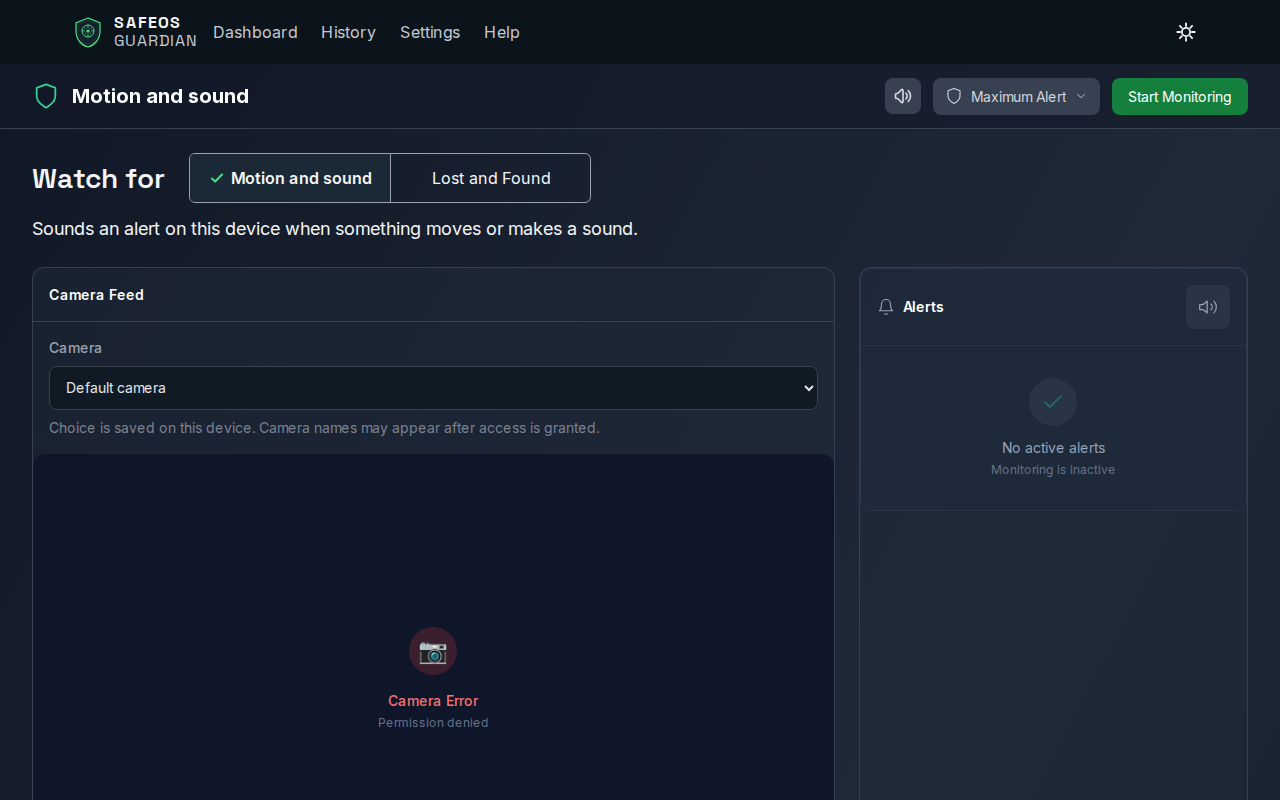 SAFEOS
GUARDIAN
Dashboard
History
Settings
Help
Motion and sound
Maximum Alert
Start Monitoring
Watch for
Motion and sound
Lost and Found
Sounds an alert on this device when something moves or makes a sound.
Camera Feed
Camera
Default camera
Choice is saved on this device. Camera names may appear after access is granted.
Camera Error
Permission denied
Alerts
No active alerts
Monitoring is inactive